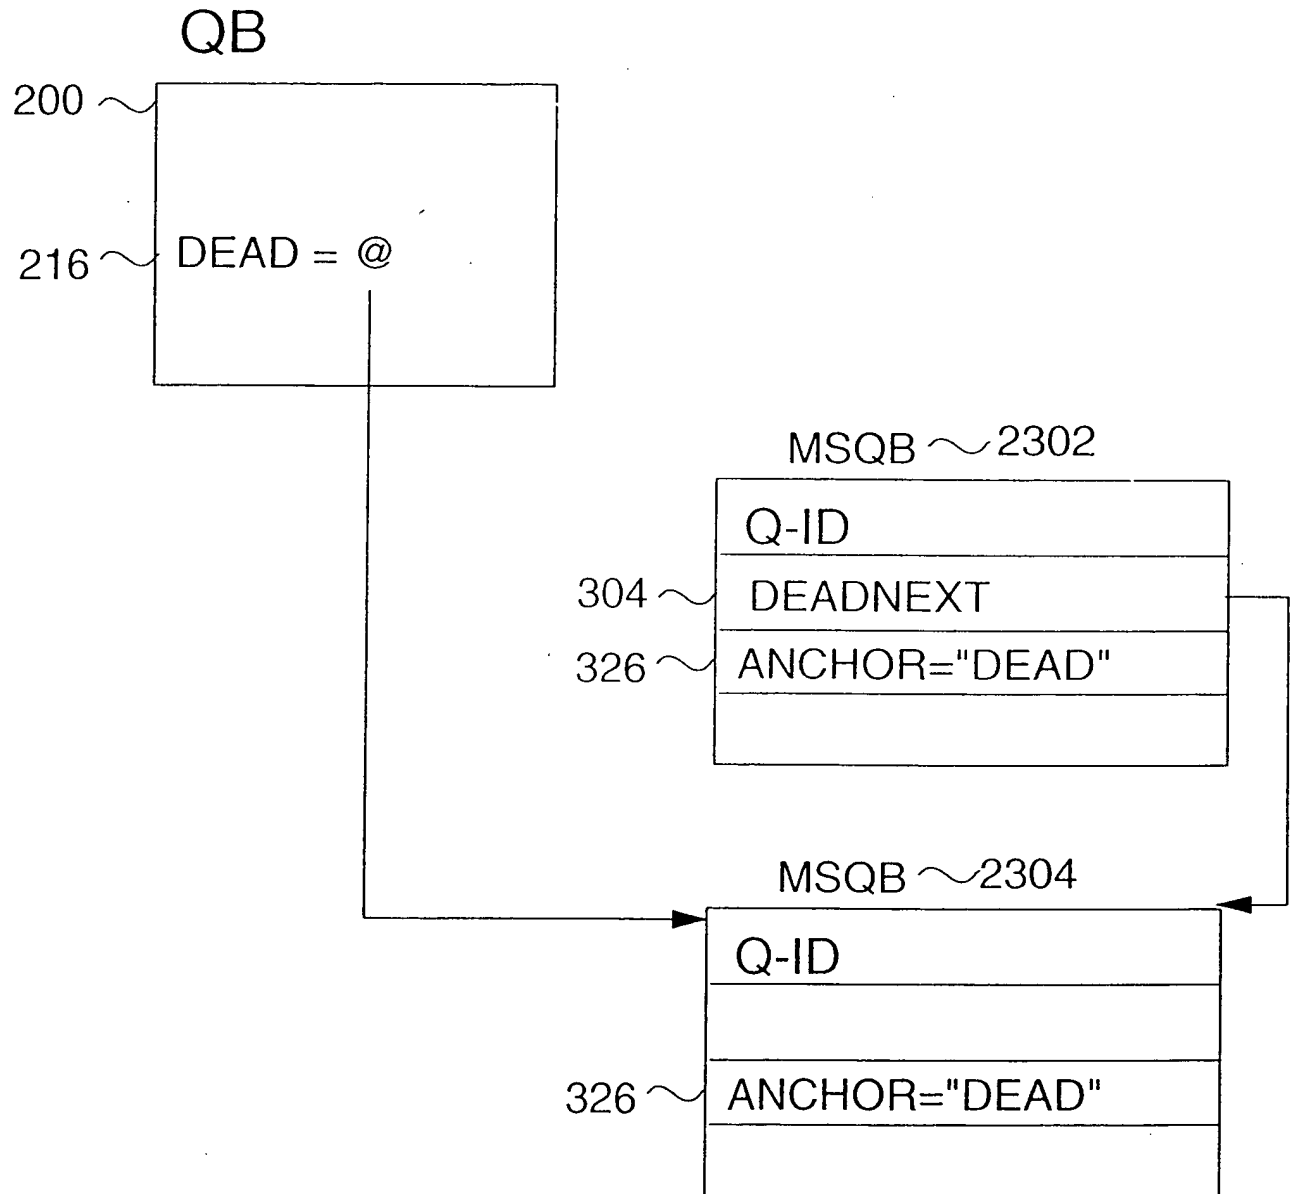 QB
200
216 DEAD = @
MSQB 2302
Q-ID
304 DEADNEXT
326 ANCHOR="DEAD"
MSQB 2304
Q-ID
326 ANCHOR="DEAD"